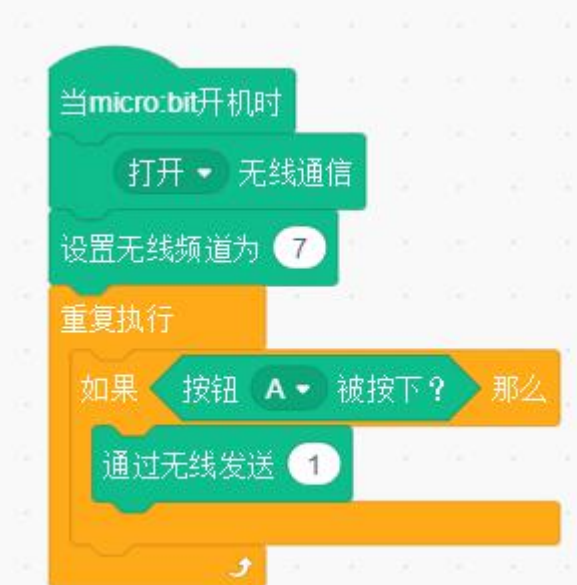 当micro:bit开机时
打开 无线通信
设置无线频道为 7
重复执行
如果 按钮 A 被按下？ 那么
通过无线发送 1